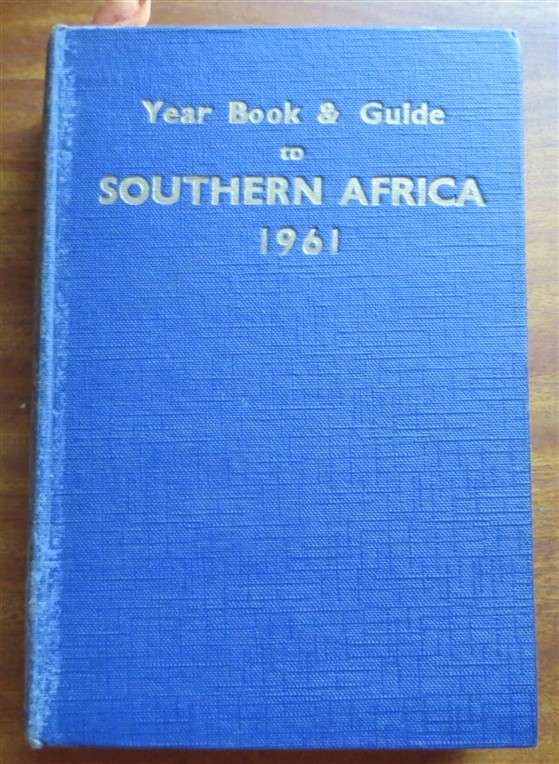 Year Book & Guide
to
SOUTHERN AFRICA
1961